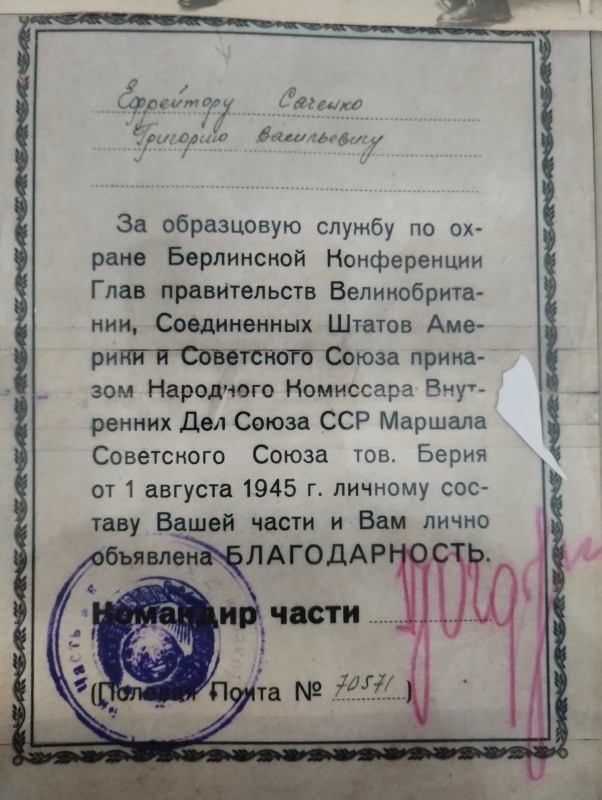 Ефрейтору Саченко
Григорию Васильевичу
За образцовую службу по ох-
ране Берлинской Конференции
Глав правительств Великобрита-
нии, Соединенных Штатов Аме-
рики и Советского Союза прика-
зом Народного Комиссара Внут-
ренних Дел Союза ССР Маршала
Советского Союза тов. Берия
от 1 августа 1945 г. личному сос-
таву Вашей части и Вам лично
объявлена БЛАГОДАРНОСТЬ.
Командир части
(Полевая Почта № 70571)
часть